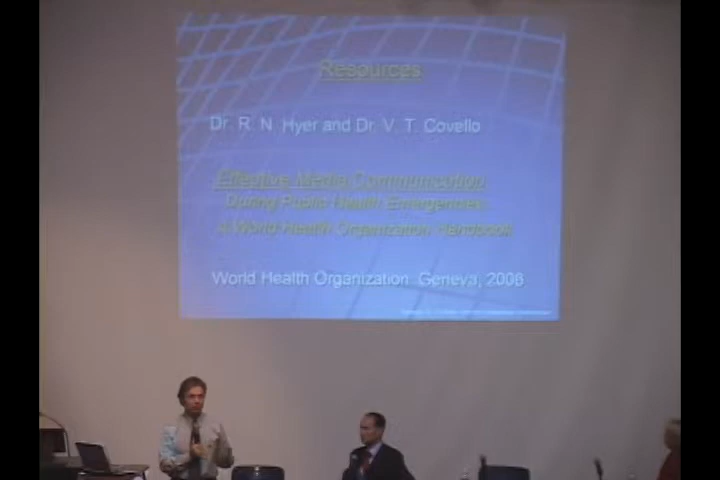 Resources
Dr. R. N. Hyer and Dr. V. T. Covello
Effective Media Communication
During Public Health Emergencies,
a World Health Organization Handbook
World Health Organization. Geneva, 2006